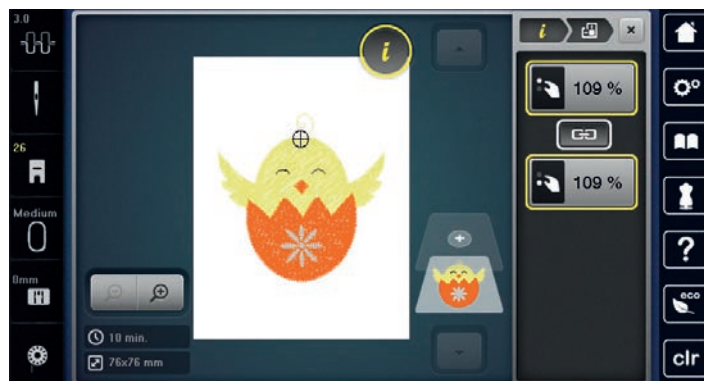 3.0
26
Medium
0mm
i
10 min.
76x76 mm
i
×
109 %
109 %
?
eco
clr